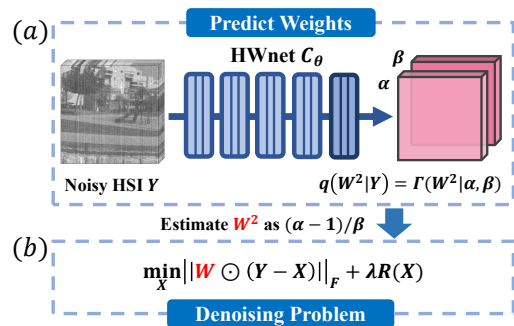 Predict Weights
(a)
HWnet C_θ
β
α
Noisy HSI Y
q(W²|Y) = Γ(W²|α, β)
Estimate W² as (α − 1)/β
(b)
min_X ||W ⊙ (Y − X)||_F + λR(X)
Denoising Problem